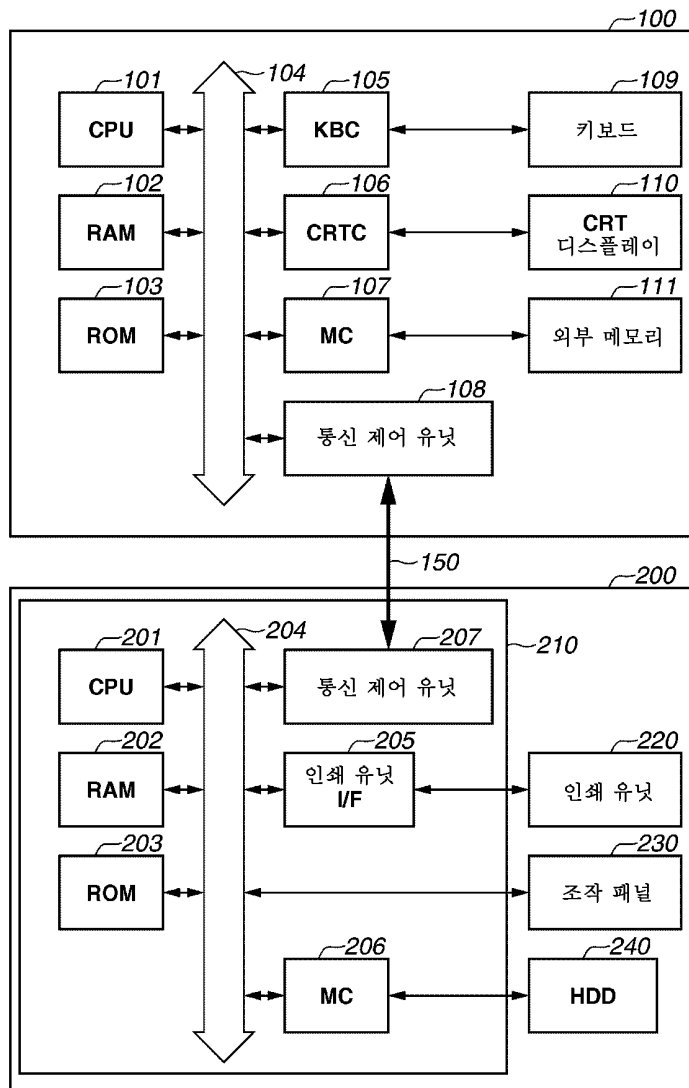 100
104
101
105
109
CPU
KBC
키보드
102
106
110
RAM
CRTC
CRT
디스플레이
103
107
111
ROM
MC
외부 메모리
108
통신 제어 유닛
150
200
204
201
207
210
CPU
통신 제어 유닛
202
205
220
RAM
인쇄 유닛
I/F
인쇄 유닛
203
230
ROM
조작 패널
206
240
MC
HDD